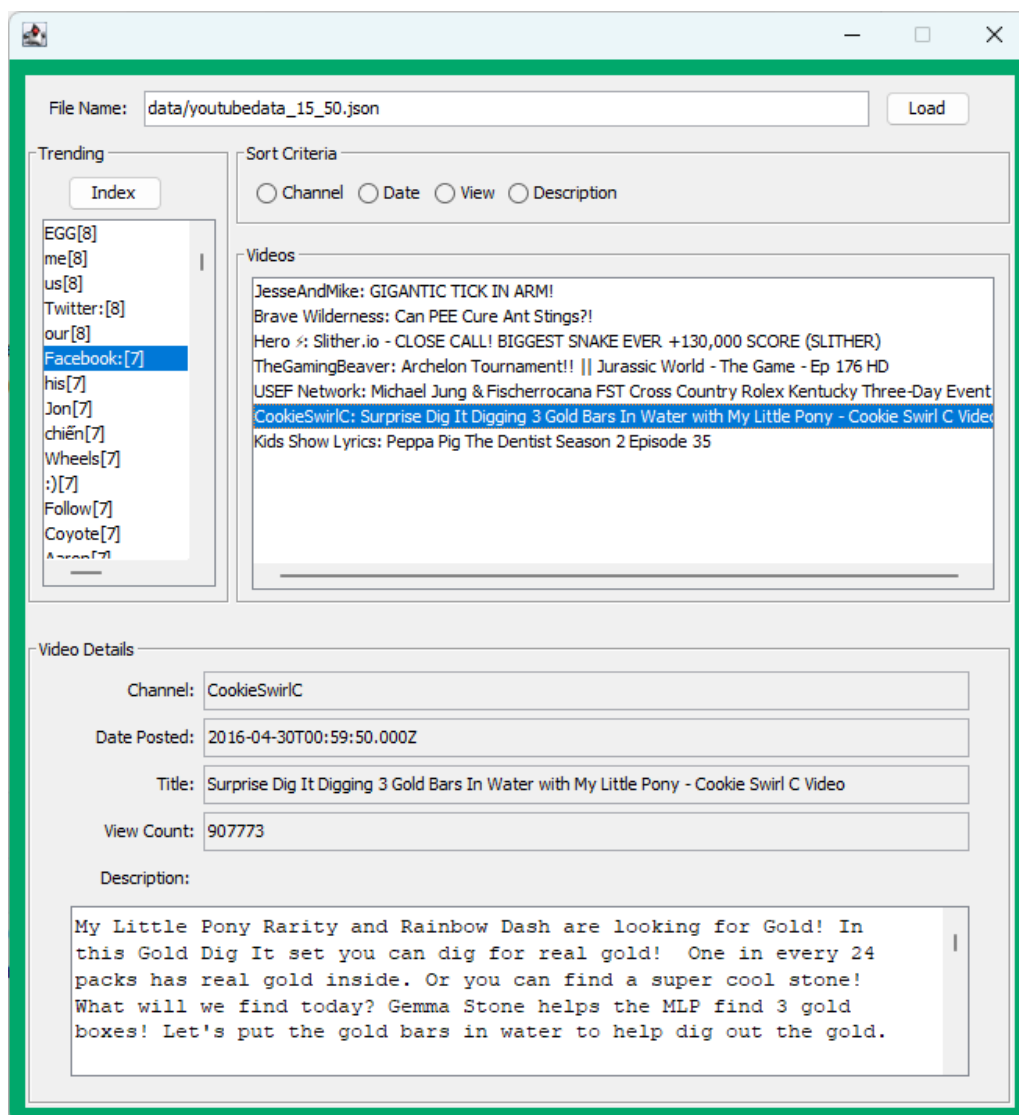 File Name: data/youtubedata_15_50.json Load
Trending
Index
EGG[8]
me[8]
us[8]
Twitter:[8]
our[8]
Facebook:[7]
his[7]
Jon[7]
chiến[7]
Wheels[7]
:)[7]
Follow[7]
Coyote[7]
Aaron[7]
Sort Criteria
Channel Date View Description
Videos
JesseAndMike: GIGANTIC TICK IN ARM!
Brave Wilderness: Can PEE Cure Ant Stings?!
Hero ⚡: Slither.io - CLOSE CALL! BIGGEST SNAKE EVER +130,000 SCORE (SLITHER)
TheGamingBeaver: Archelon Tournament!! || Jurassic World - The Game - Ep 176 HD
USEF Network: Michael Jung & Fischerrocana FST Cross Country Rolex Kentucky Three-Day Event
CookieSwirlC: Surprise Dig It Digging 3 Gold Bars In Water with My Little Pony - Cookie Swirl C Video
Kids Show Lyrics: Peppa Pig The Dentist Season 2 Episode 35
Video Details
Channel: CookieSwirlC
Date Posted: 2016-04-30T00:59:50.000Z
Title: Surprise Dig It Digging 3 Gold Bars In Water with My Little Pony - Cookie Swirl C Video
View Count: 907773
Description:
My Little Pony Rarity and Rainbow Dash are looking for Gold! In
this Gold Dig It set you can dig for real gold!  One in every 24
packs has real gold inside. Or you can find a super cool stone!
What will we find today? Gemma Stone helps the MLP find 3 gold
boxes! Let's put the gold bars in water to help dig out the gold.